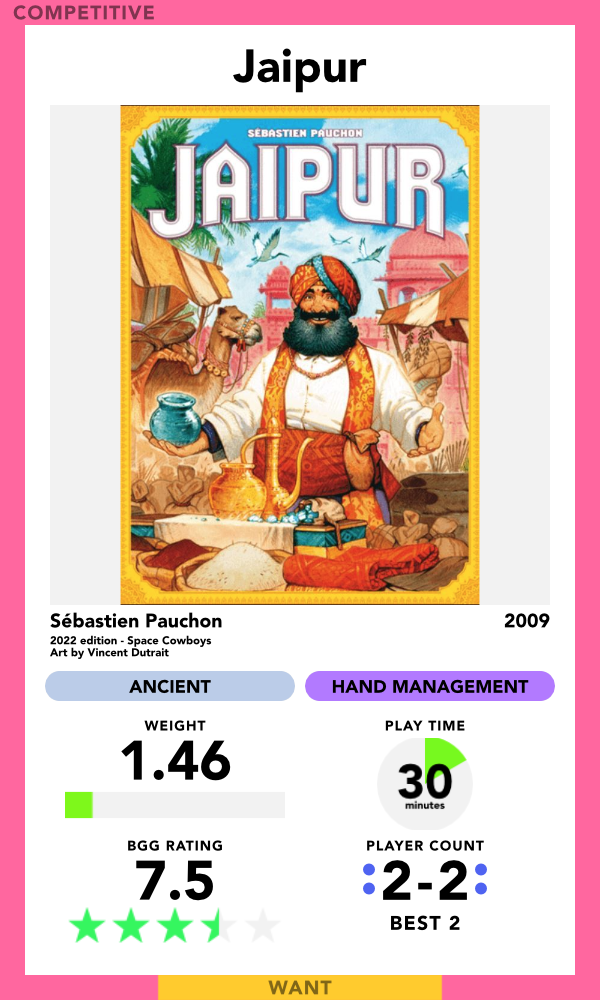 COMPETITIVE
Jaipur
SÉBASTIEN PAUCHON
JAIPUR
Sébastien Pauchon 2009
2022 edition - Space Cowboys
Art by Vincent Dutrait
ANCIENT HAND MANAGEMENT
WEIGHT PLAY TIME
1.46 30
minutes
BGG RATING PLAYER COUNT
7.5 2-2
BEST 2
WANT